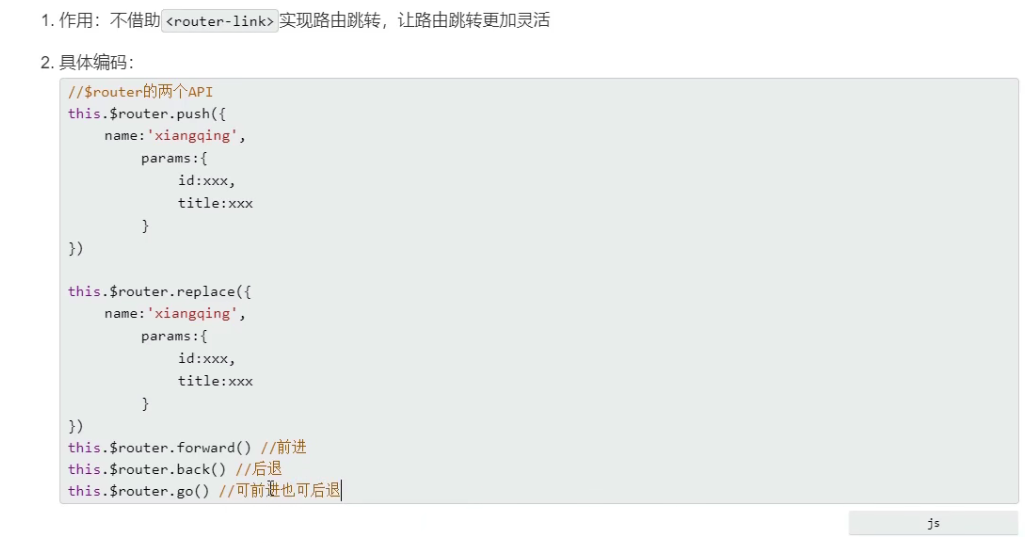 1. 作用：不借助<router-link>实现路由跳转，让路由跳转更加灵活
2. 具体编码：
//$router的两个API
this.$router.push({
    name:'xiangqing',
        params:{
            id:xxx,
            title:xxx
        }
})

this.$router.replace({
    name:'xiangqing',
        params:{
            id:xxx,
            title:xxx
        }
})
this.$router.forward() //前进
this.$router.back() //后退
this.$router.go() //可前进也可后退
js